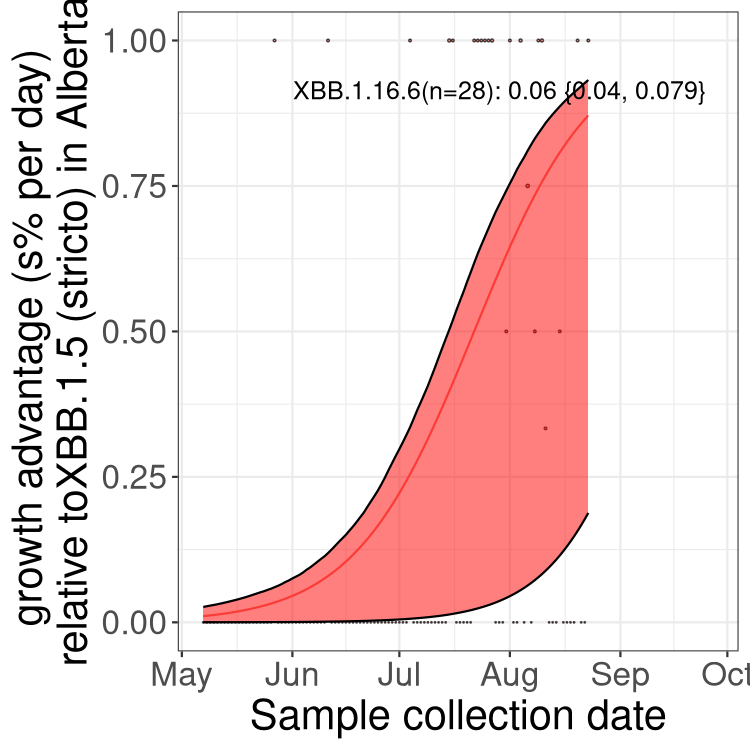 growth advantage (s% per day)
relative toXBB.1.5 (stricto) in Alberta
1.00
XBB.1.16.6(n=28): 0.06 {0.04, 0.079}
0.75
0.50
0.25
0.00
May Jun Jul Aug Sep Oct
Sample collection date